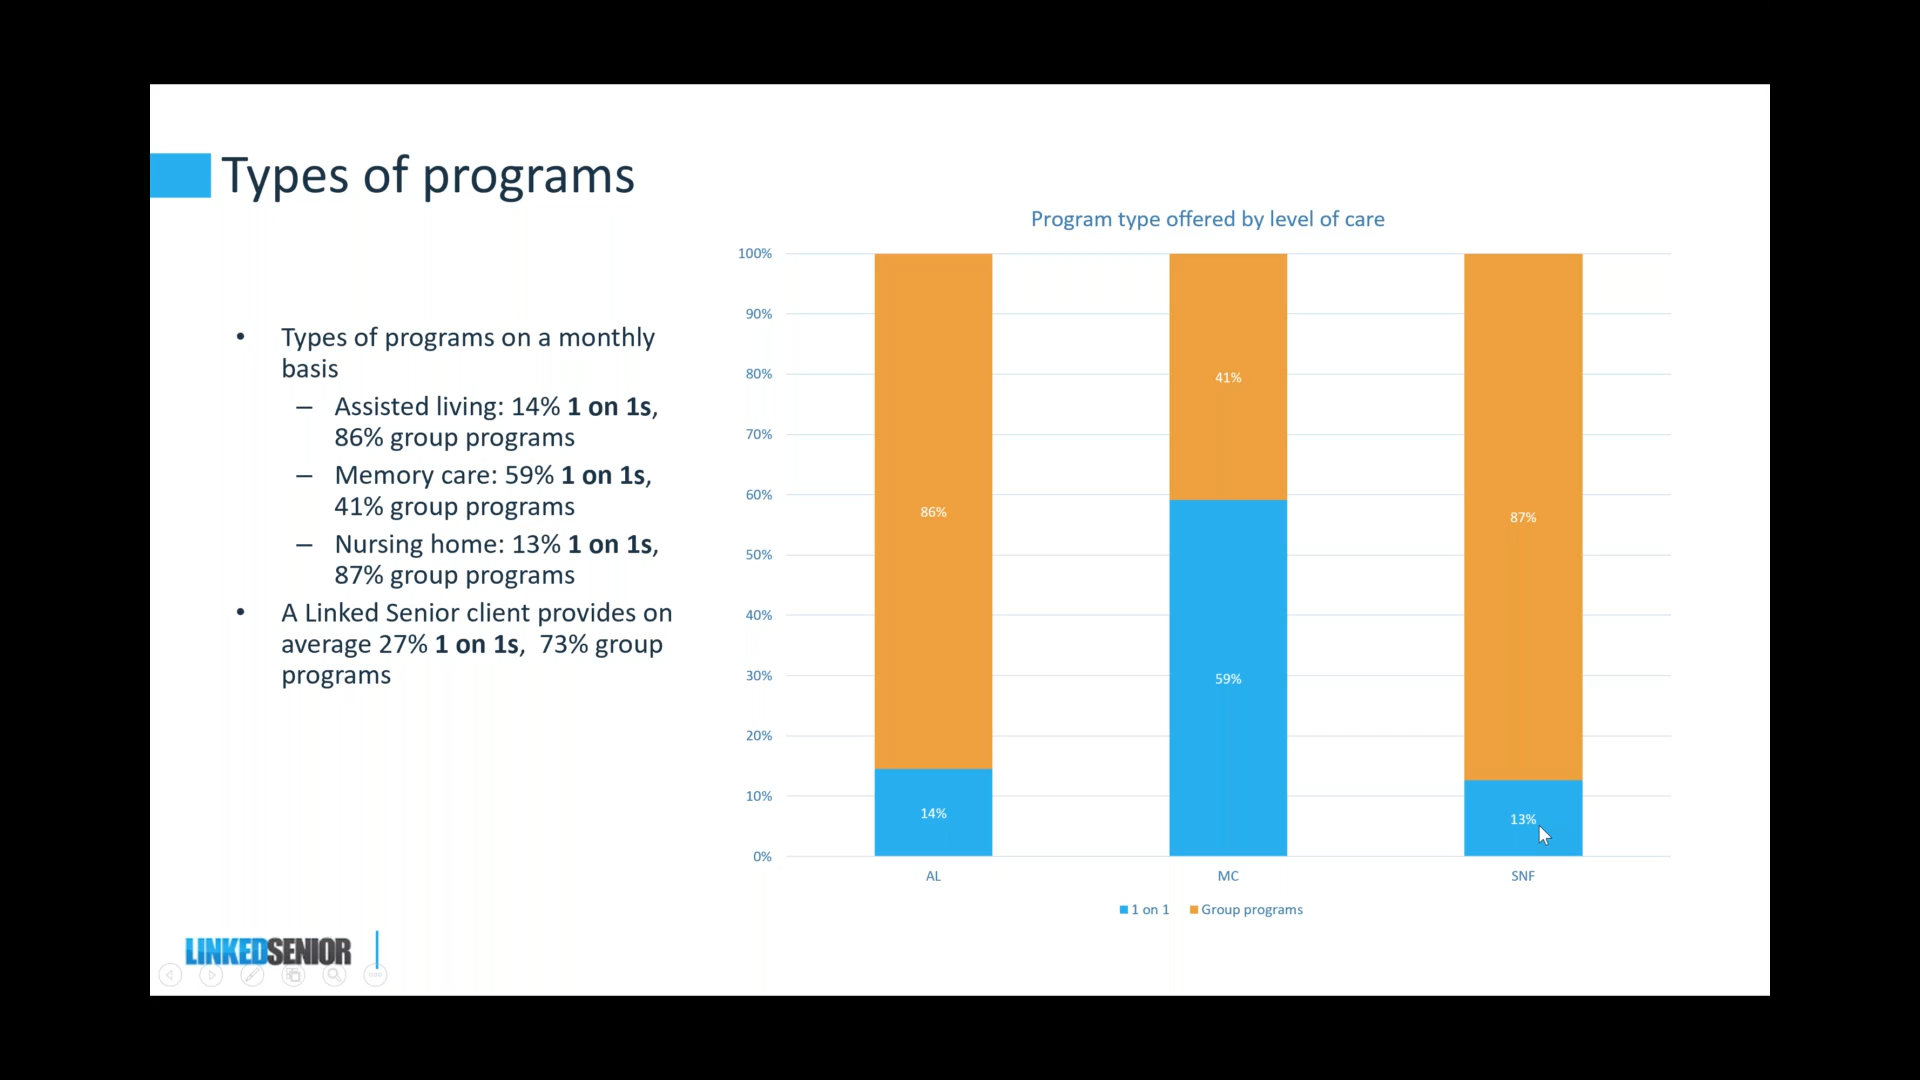 Types of programs
• Types of programs on a monthly
basis
– Assisted living: 14% 1 on 1s,
86% group programs
– Memory care: 59% 1 on 1s,
41% group programs
– Nursing home: 13% 1 on 1s,
87% group programs
• A Linked Senior client provides on
average 27% 1 on 1s, 73% group
programs
Program type offered by level of care
100%
90%
80%
70%
60%
50%
40%
30%
20%
10%
0%
86%
14%
41%
59%
87%
13%
AL
MC
SNF
1 on 1
Group programs
LINKEDSENIOR